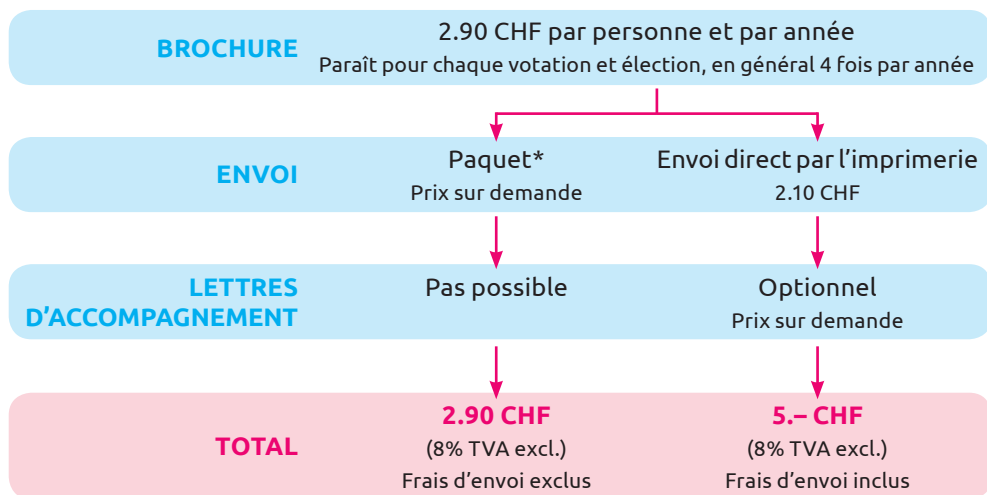 BROCHURE
2.90 CHF par personne et par année
Paraît pour chaque votation et élection, en général 4 fois par année
ENVOI
Paquet*
Prix sur demande
Envoi direct par l’imprimerie
2.10 CHF
LETTRES
D’ACCOMPAGNEMENT
Pas possible
Optionnel
Prix sur demande
TOTAL
2.90 CHF
(8% TVA excl.)
Frais d’envoi exclus
5.– CHF
(8% TVA excl.)
Frais d’envoi inclus